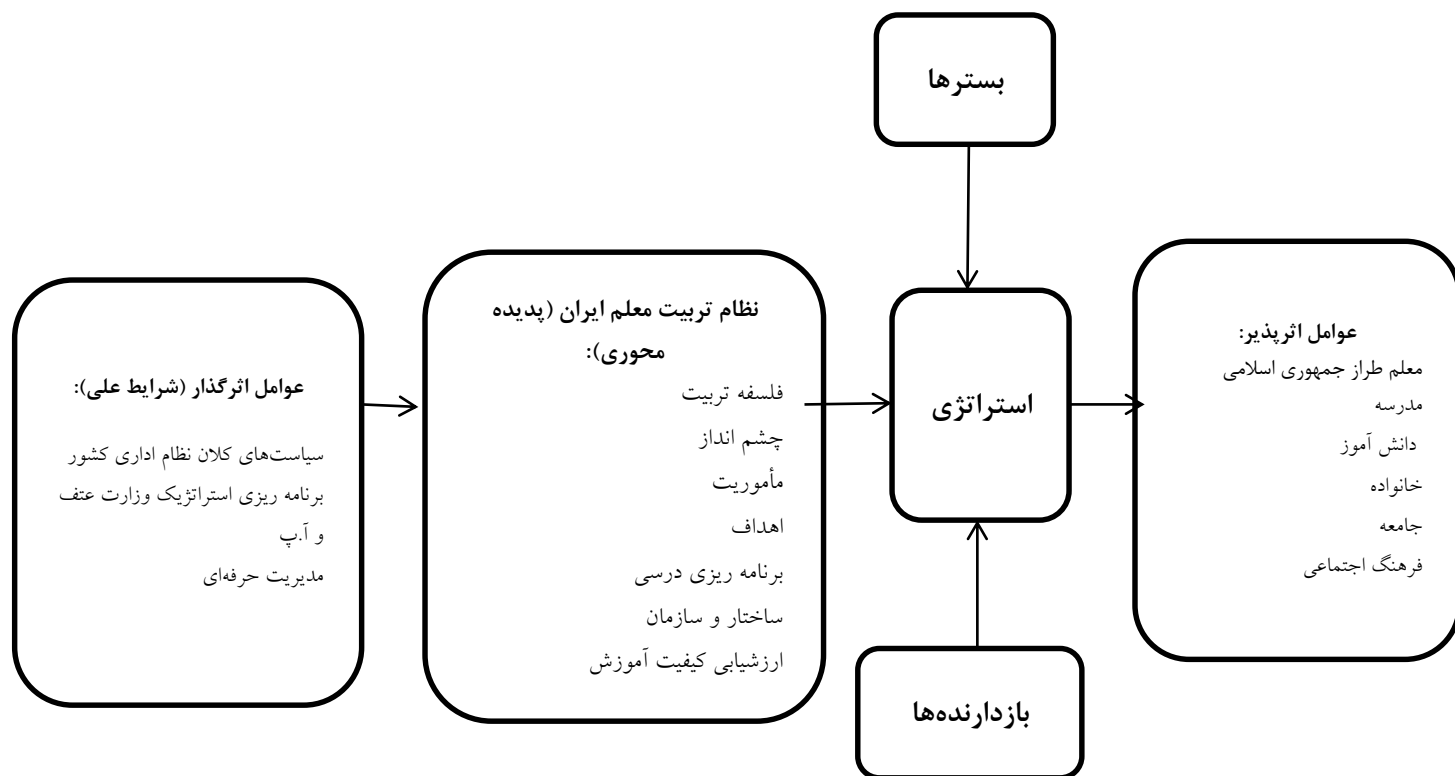 بسترها
عوامل اثرگذار (شرایط علی):
سیاست‌های کلان نظام اداری کشور
برنامه ریزی استراتژیک وزارت عتف
و آ.پ
مدیریت حرفه‌ای
نظام تربیت معلم ایران (پدیده
محوری):
فلسفه تربیت
چشم انداز
مأموریت
اهداف
برنامه ریزی درسی
ساختار و سازمان
ارزشیابی کیفیت آموزش
استراتژی
عوامل اثرپذیر:
معلم طراز جمهوری اسلامی
مدرسه
دانش آموز
خانواده
جامعه
فرهنگ اجتماعی
بازدارنده‌ها